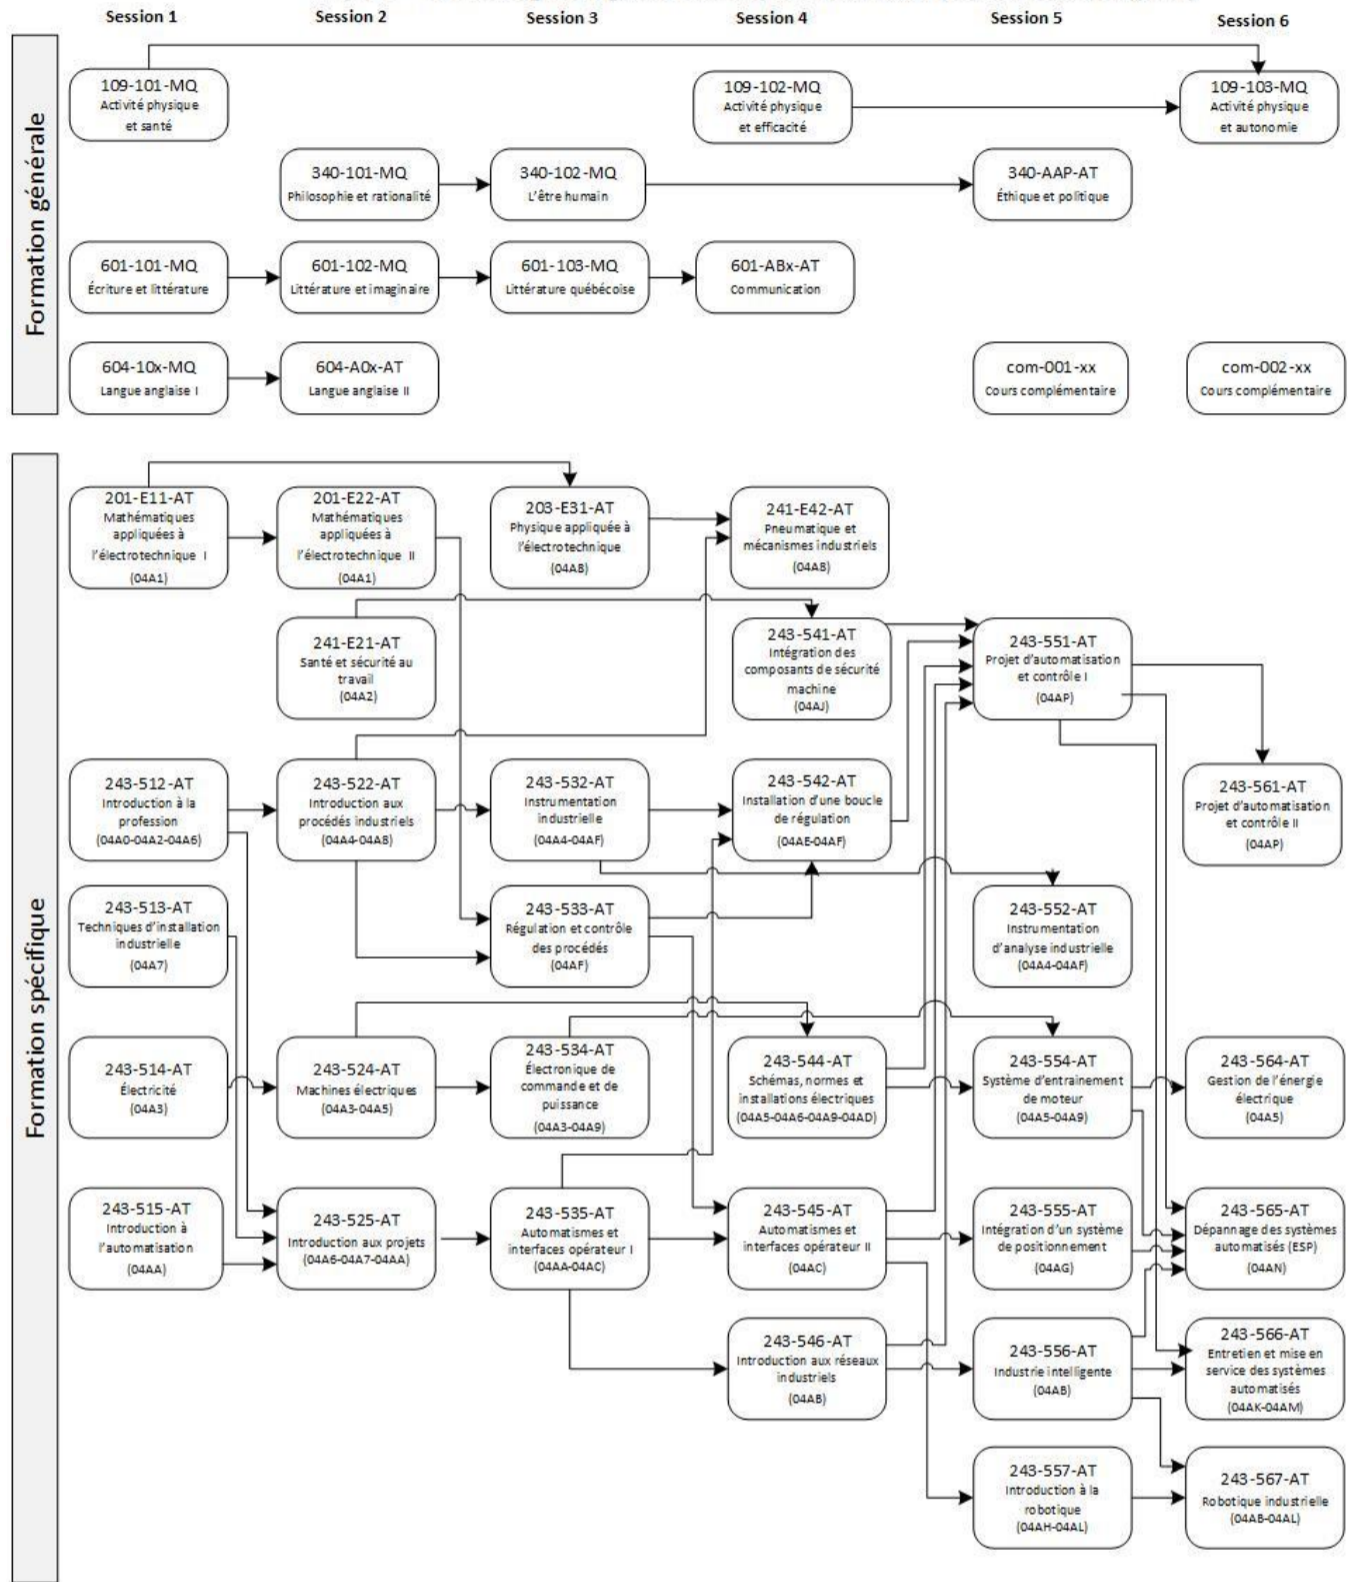 Session 1
Session 2
Session 3
Session 4
Session 5
Session 6
Formation générale
109-101-MQ
Activité physique
et santé
109-102-MQ
Activité physique
et efficacité
109-103-MQ
Activité physique
et autonomie
340-101-MQ
Philosophie et rationalité
340-102-MQ
L'être humain
340-AAP-AT
Éthique et politique
601-101-MQ
Écriture et littérature
601-102-MQ
Littérature et imaginaire
601-103-MQ
Littérature québécoise
601-ABx-AT
Communication
604-10x-MQ
Langue anglaise I
604-A0x-AT
Langue anglaise II
com-001-xx
Cours complémentaire
com-002-xx
Cours complémentaire
Formation spécifique
201-E11-AT
Mathématiques
appliquées à
l'électrotechnique I
(04A1)
201-E22-AT
Mathématiques
appliquées à
l'électrotechnique II
(04A1)
203-E31-AT
Physique appliquée à
l'électrotechnique
(04A8)
241-E42-AT
Pneumatique et
mécanismes industriels
(04A8)
241-E21-AT
Santé et sécurité au
travail
(04A2)
243-541-AT
Intégration des
composants de sécurité
machine
(04AJ)
243-551-AT
Projet d'automatisation
et contrôle I
(04AP)
243-512-AT
Introduction à la
profession
(04A0-04A2-04A6)
243-522-AT
Introduction aux
procédés industriels
(04A4-04A8)
243-532-AT
Instrumentation
industrielle
(04A4-04AF)
243-542-AT
Installation d'une boucle
de régulation
(04AE-04AF)
243-561-AT
Projet d'automatisation
et contrôle II
(04AP)
243-513-AT
Techniques d'installation
industrielle
(04A7)
243-533-AT
Régulation et contrôle
des procédés
(04AF)
243-552-AT
Instrumentation
d'analyse industrielle
(04A4-04AF)
243-514-AT
Électricité
(04A3)
243-524-AT
Machines électriques
(04A3-04A5)
243-534-AT
Électronique de
commande et de
puissance
(04A3-04A9)
243-544-AT
Schémas, normes et
installations électriques
(04A5-04A6-04A9-04AD)
243-554-AT
Système d'entrainement
de moteur
(04A5-04A9)
243-564-AT
Gestion de l'énergie
électrique
(04A5)
243-515-AT
Introduction à
l'automatisation
(04AA)
243-525-AT
Introduction aux projets
(04A6-04A7-04AA)
243-535-AT
Automatismes et
interfaces opérateur I
(04AA-04AC)
243-545-AT
Automatismes et
interfaces opérateur II
(04AC)
243-555-AT
Intégration d'un système
de positionnement
(04AG)
243-565-AT
Dépannage des systèmes
automatisés (ESP)
(04AN)
243-546-AT
Introduction aux réseaux
industriels
(04AB)
243-556-AT
Industrie intelligente
(04AB)
243-566-AT
Entretien et mise en
service des systèmes
automatisés
(04AK-04AM)
243-557-AT
Introduction à la
robotique
(04AH-04AL)
243-567-AT
Robotique industrielle
(04AB-04AL)